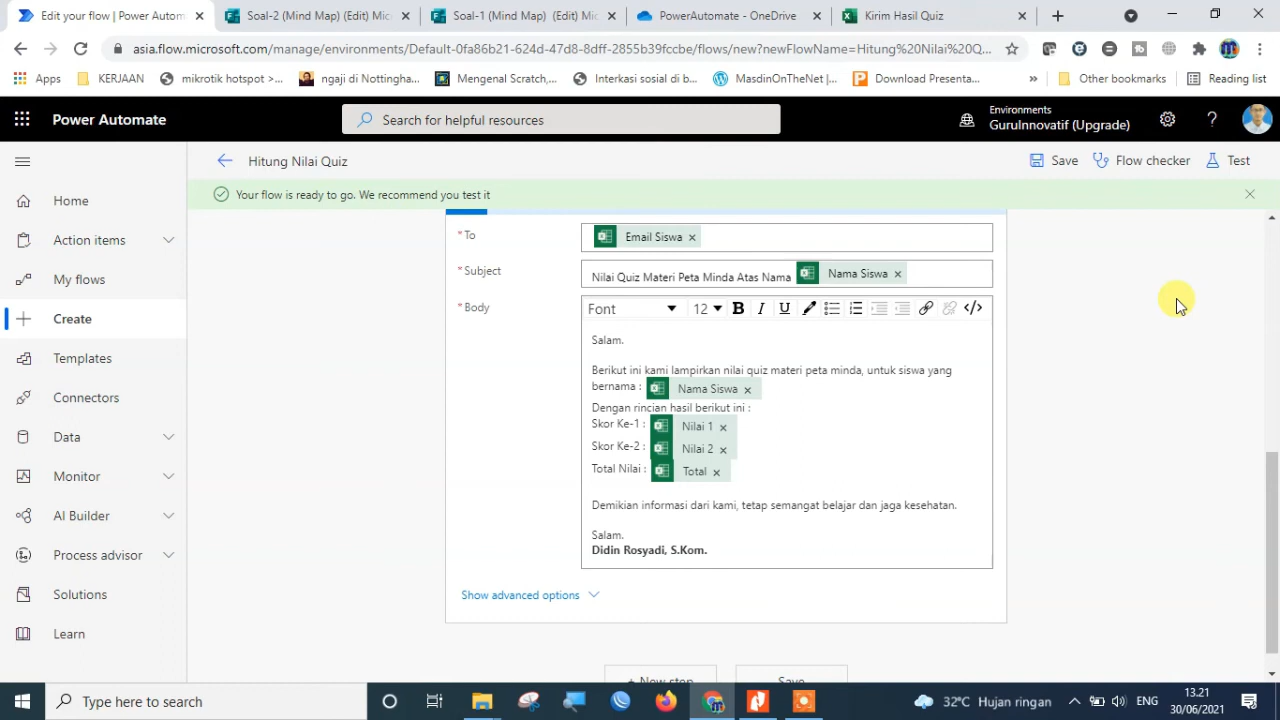 Edit your flow | Power Autom
Soal-2 (Mind Map) (Edit) Mic
Soal-1 (Mind Map) (Edit) Mic
PowerAutomate - OneDrive
Kirim Hasil Quiz
asia.flow.microsoft.com/manage/environments/Default-0fa86b21-624d-47d8-8dff-2855b39fccbe/flows/new?newFlowName=Hitung%20Nilai%20Q...
Apps
KERJAAN
mikrotik hotspot >...
ngaji di Nottingha...
Mengenal Scratch,...
Interkasi sosial di b...
MasdinOnTheNet |...
Download Presenta...
»
Other bookmarks
Reading list
Power Automate
Search for helpful resources
Environments
GuruInnovatif (Upgrade)
Hitung Nilai Quiz
Save
Flow checker
Test
Your flow is ready to go. We recommend you test it
Home
Action items
My flows
Create
Templates
Connectors
Data
Monitor
AI Builder
Process advisor
Solutions
Learn
* To
Email Siswa ×
* Subject
Nilai Quiz Materi Peta Minda Atas Nama Nama Siswa ×
* Body
Font 12 B I U </>
Salam.
Berikut ini kami lampirkan nilai quiz materi peta minda, untuk siswa yang
bernama : Nama Siswa ×
Dengan rincian hasil berikut ini :
Skor Ke-1 : Nilai 1 ×
Skor Ke-2 : Nilai 2 ×
Total Nilai : Total ×
Demikian informasi dari kami, tetap semangat belajar dan jaga kesehatan.
Salam.
Didin Rosyadi, S.Kom.
Show advanced options
+ New step
Save
Type here to search
32°C Hujan ringan
ENG
13.21
30/06/2021